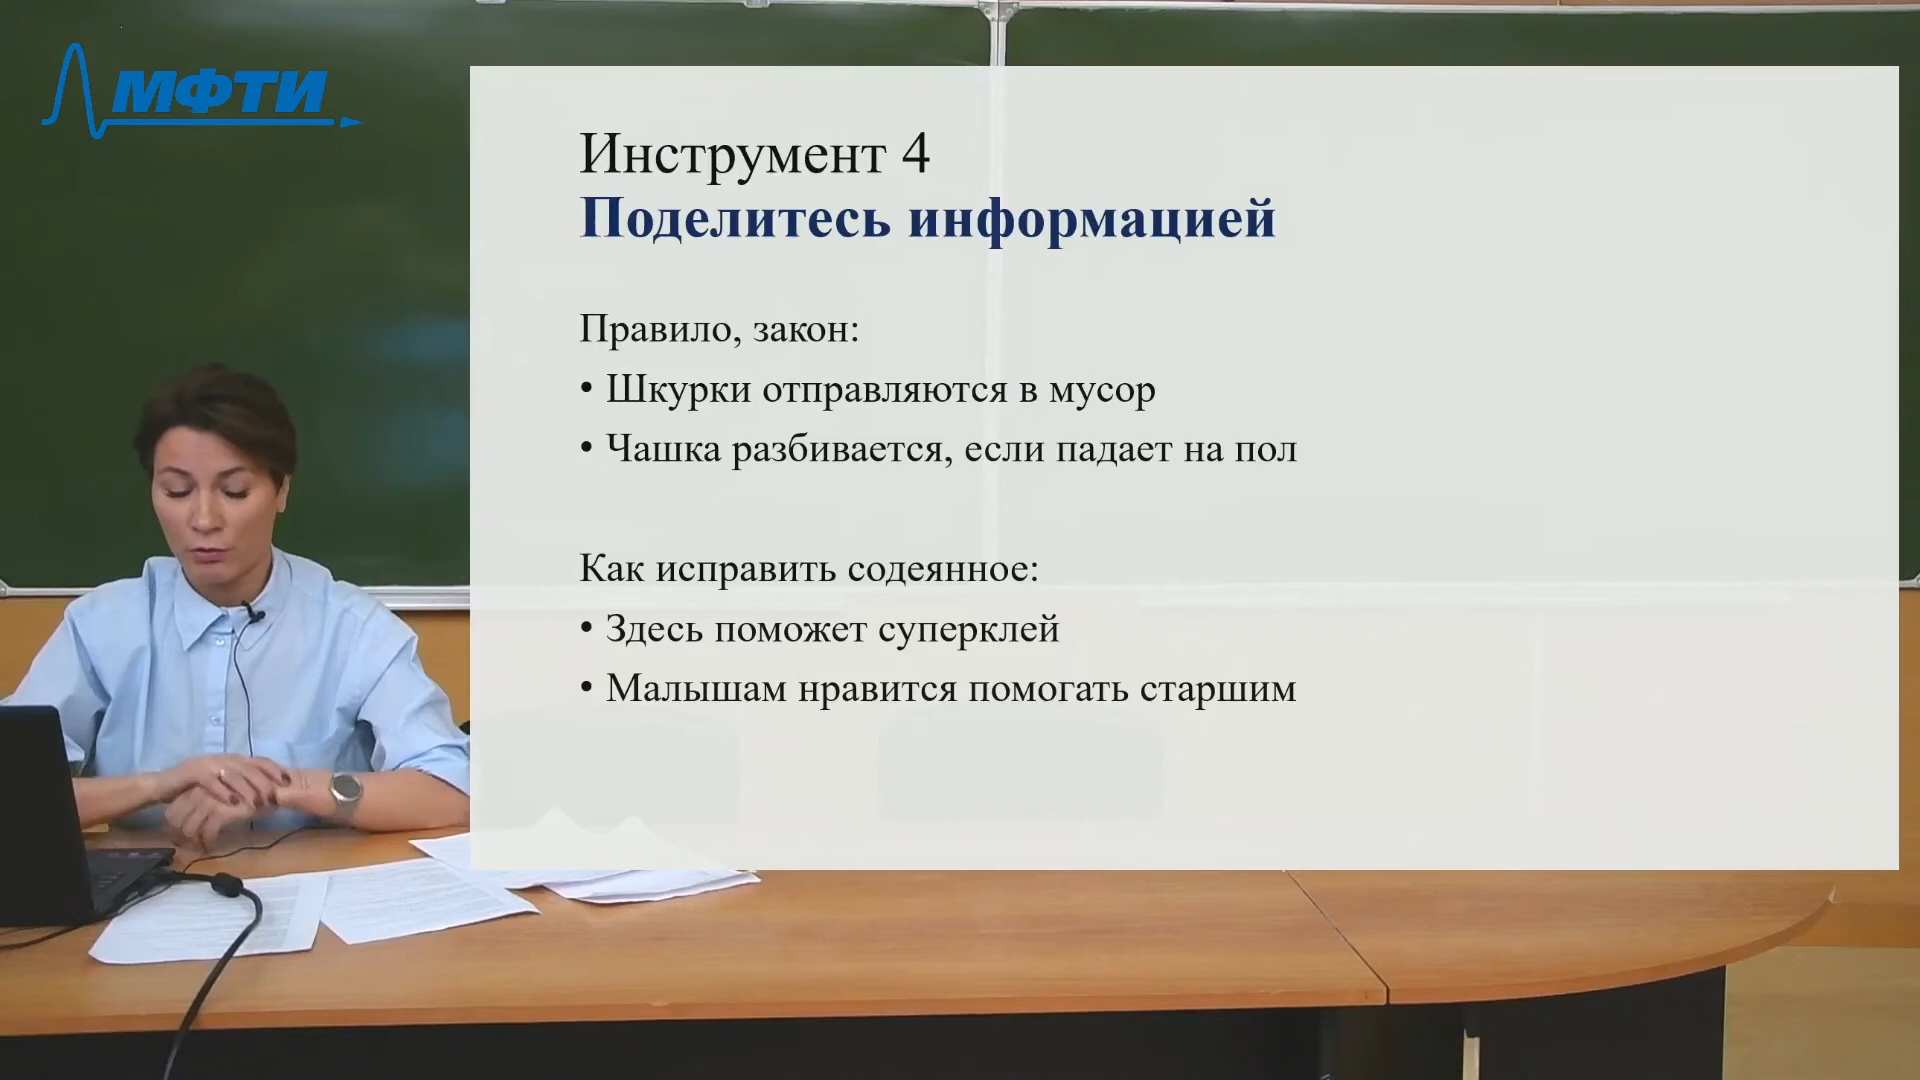 МФТИ
Инструмент 4
Поделитесь информацией
Правило, закон:
• Шкурки отправляются в мусор
• Чашка разбивается, если падает на пол
Как исправить содеянное:
• Здесь поможет суперклей
• Малышам нравится помогать старшим